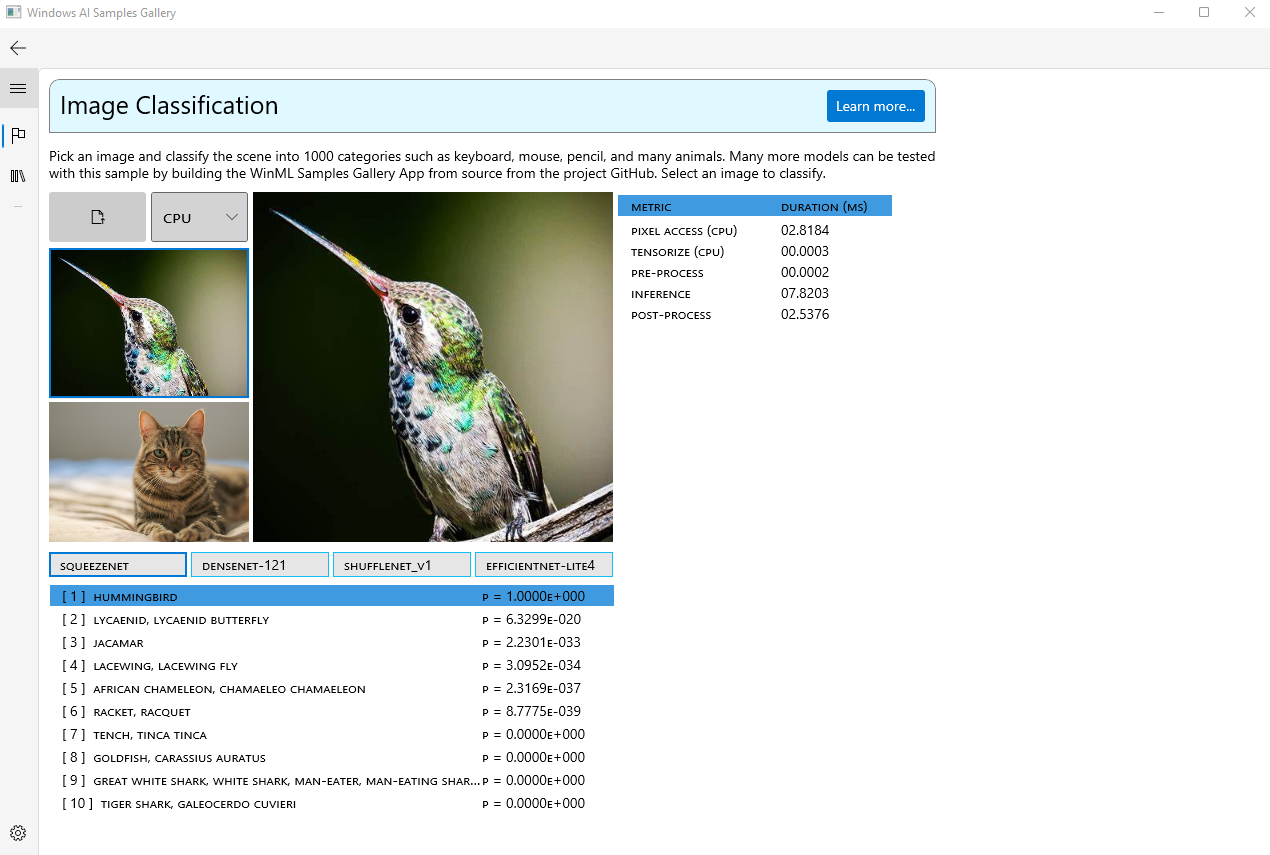 Windows AI Samples Gallery
Image Classification
Learn more...
Pick an image and classify the scene into 1000 categories such as keyboard, mouse, pencil, and many animals. Many more models can be tested
with this sample by building the WinML Samples Gallery App from source from the project GitHub. Select an image to classify.
CPU
METRIC DURATION (MS)
PIXEL ACCESS (CPU) 02.8184
TENSORIZE (CPU) 00.0003
PRE-PROCESS 00.0002
INFERENCE 07.8203
POST-PROCESS 02.5376
SQUEEZENET DENSENET-121 SHUFFLENET_V1 EFFICIENTNET-LITE4
[ 1 ] HUMMINGBIRD P = 1.0000E+000
[ 2 ] LYCAENID, LYCAENID BUTTERFLY P = 6.3299E-020
[ 3 ] JACAMAR P = 2.2301E-033
[ 4 ] LACEWING, LACEWING FLY P = 3.0952E-034
[ 5 ] AFRICAN CHAMELEON, CHAMAELEO CHAMAELEON P = 2.3169E-037
[ 6 ] RACKET, RACQUET P = 8.7775E-039
[ 7 ] TENCH, TINCA TINCA P = 0.0000E+000
[ 8 ] GOLDFISH, CARASSIUS AURATUS P = 0.0000E+000
[ 9 ] GREAT WHITE SHARK, WHITE SHARK, MAN-EATER, MAN-EATING SHAR... P = 0.0000E+000
[ 10 ] TIGER SHARK, GALEOCERDO CUVIERI P = 0.0000E+000